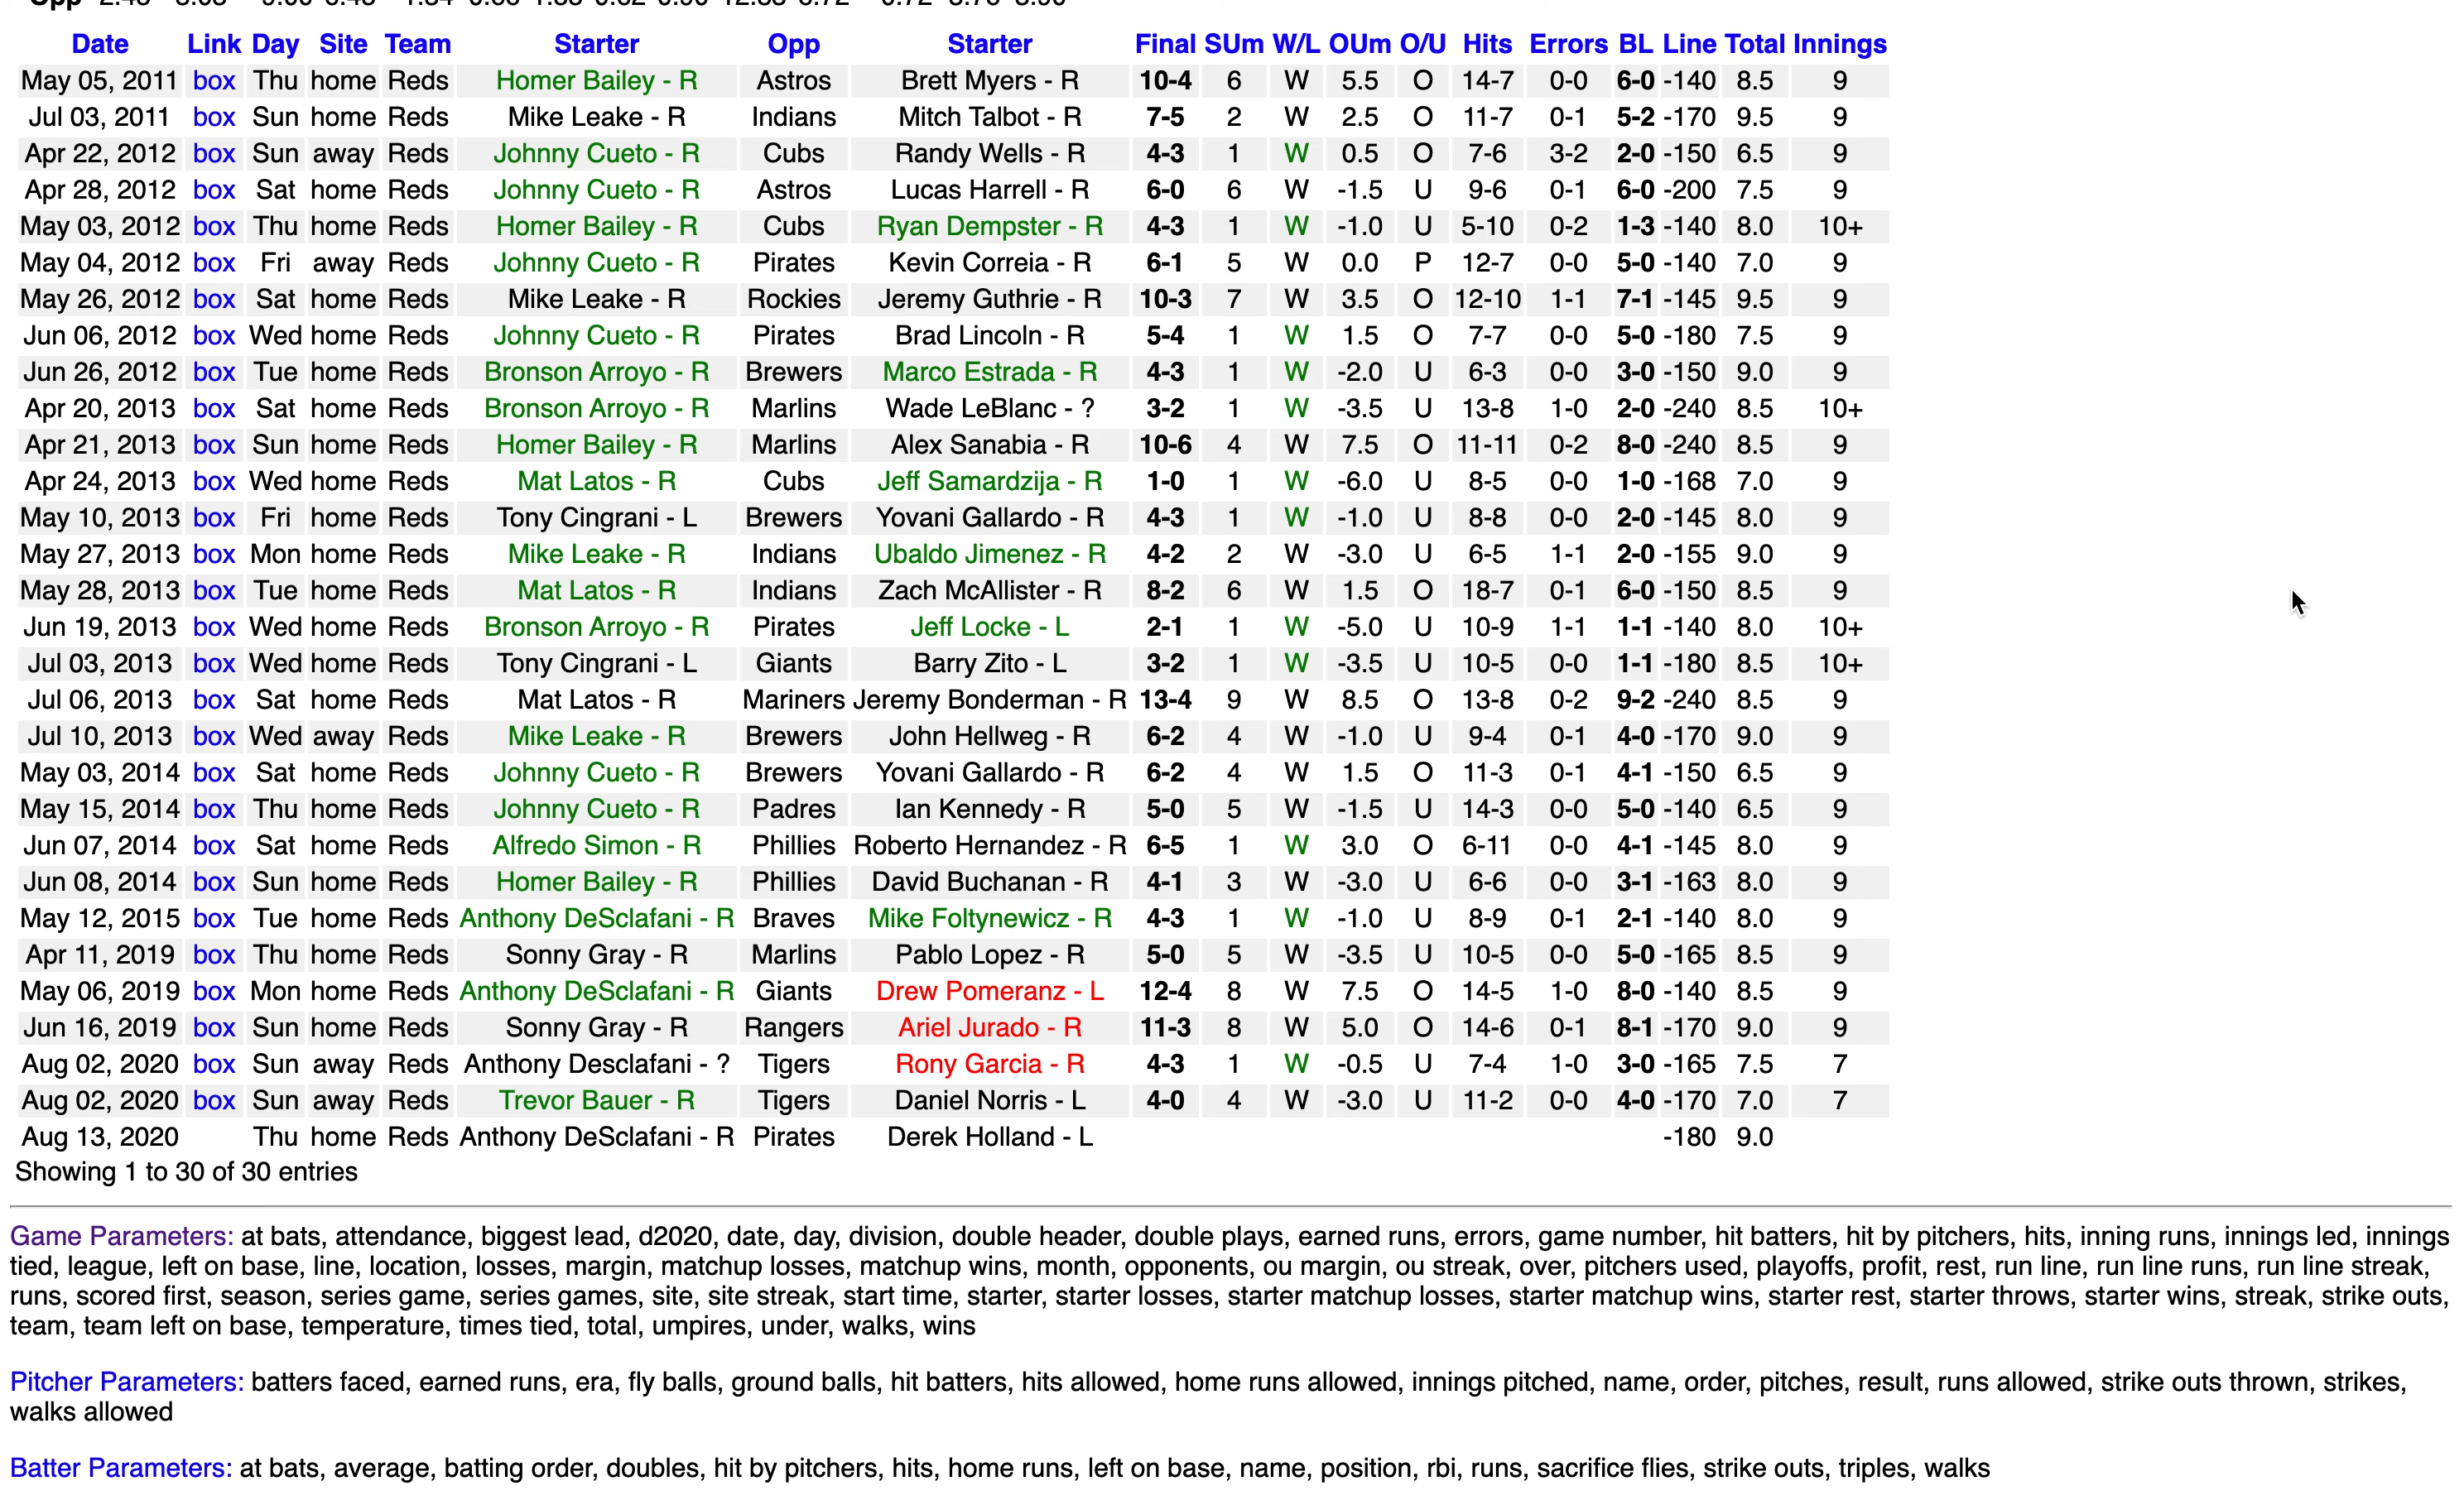 Date Link Day Site Team Starter Opp Starter Final SUm W/L OUm O/U Hits Errors BL Line Total Innings
May 05, 2011 box Thu home Reds Homer Bailey - R Astros Brett Myers - R 10-4 6 W 5.5 O 14-7 0-0 6-0 -140 8.5 9
Jul 03, 2011 box Sun home Reds Mike Leake - R Indians Mitch Talbot - R 7-5 2 W 2.5 O 11-7 0-1 5-2 -170 9.5 9
Apr 22, 2012 box Sun away Reds Johnny Cueto - R Cubs Randy Wells - R 4-3 1 W 0.5 O 7-6 3-2 2-0 -150 6.5 9
Apr 28, 2012 box Sat home Reds Johnny Cueto - R Astros Lucas Harrell - R 6-0 6 W -1.5 U 9-6 0-1 6-0 -200 7.5 9
May 03, 2012 box Thu home Reds Homer Bailey - R Cubs Ryan Dempster - R 4-3 1 W -1.0 U 5-10 0-2 1-3 -140 8.0 10+
May 04, 2012 box Fri away Reds Johnny Cueto - R Pirates Kevin Correia - R 6-1 5 W 0.0 P 12-7 0-0 5-0 -140 7.0 9
May 26, 2012 box Sat home Reds Mike Leake - R Rockies Jeremy Guthrie - R 10-3 7 W 3.5 O 12-10 1-1 7-1 -145 9.5 9
Jun 06, 2012 box Wed home Reds Johnny Cueto - R Pirates Brad Lincoln - R 5-4 1 W 1.5 O 7-7 0-0 5-0 -180 7.5 9
Jun 26, 2012 box Tue home Reds Bronson Arroyo - R Brewers Marco Estrada - R 4-3 1 W -2.0 U 6-3 0-0 3-0 -150 9.0 9
Apr 20, 2013 box Sat home Reds Bronson Arroyo - R Marlins Wade LeBlanc - ? 3-2 1 W -3.5 U 13-8 1-0 2-0 -240 8.5 10+
Apr 21, 2013 box Sun home Reds Homer Bailey - R Marlins Alex Sanabia - R 10-6 4 W 7.5 O 11-11 0-2 8-0 -240 8.5 9
Apr 24, 2013 box Wed home Reds Mat Latos - R Cubs Jeff Samardzija - R 1-0 1 W -6.0 U 8-5 0-0 1-0 -168 7.0 9
May 10, 2013 box Fri home Reds Tony Cingrani - L Brewers Yovani Gallardo - R 4-3 1 W -1.0 U 8-8 0-0 2-0 -145 8.0 9
May 27, 2013 box Mon home Reds Mike Leake - R Indians Ubaldo Jimenez - R 4-2 2 W -3.0 U 6-5 1-1 2-0 -155 9.0 9
May 28, 2013 box Tue home Reds Mat Latos - R Indians Zach McAllister - R 8-2 6 W 1.5 O 18-7 0-1 6-0 -150 8.5 9
Jun 19, 2013 box Wed home Reds Bronson Arroyo - R Pirates Jeff Locke - L 2-1 1 W -5.0 U 10-9 1-1 1-1 -140 8.0 10+
Jul 03, 2013 box Wed home Reds Tony Cingrani - L Giants Barry Zito - L 3-2 1 W -3.5 U 10-5 0-0 1-1 -180 8.5 10+
Jul 06, 2013 box Sat home Reds Mat Latos - R Mariners Jeremy Bonderman - R 13-4 9 W 8.5 O 13-8 0-2 9-2 -240 8.5 9
Jul 10, 2013 box Wed away Reds Mike Leake - R Brewers John Hellweg - R 6-2 4 W -1.0 U 9-4 0-1 4-0 -170 9.0 9
May 03, 2014 box Sat home Reds Johnny Cueto - R Brewers Yovani Gallardo - R 6-2 4 W 1.5 O 11-3 0-1 4-1 -150 6.5 9
May 15, 2014 box Thu home Reds Johnny Cueto - R Padres Ian Kennedy - R 5-0 5 W -1.5 U 14-3 0-0 5-0 -140 6.5 9
Jun 07, 2014 box Sat home Reds Alfredo Simon - R Phillies Roberto Hernandez - R 6-5 1 W 3.0 O 6-11 0-0 4-1 -145 8.0 9
Jun 08, 2014 box Sun home Reds Homer Bailey - R Phillies David Buchanan - R 4-1 3 W -3.0 U 6-6 0-0 3-1 -163 8.0 9
May 12, 2015 box Tue home Reds Anthony DeSclafani - R Braves Mike Foltynewicz - R 4-3 1 W -1.0 U 8-9 0-1 2-1 -140 8.0 9
Apr 11, 2019 box Thu home Reds Sonny Gray - R Marlins Pablo Lopez - R 5-0 5 W -3.5 U 10-5 0-0 5-0 -165 8.5 9
May 06, 2019 box Mon home Reds Anthony DeSclafani - R Giants Drew Pomeranz - L 12-4 8 W 7.5 O 14-5 1-0 8-0 -140 8.5 9
Jun 16, 2019 box Sun home Reds Sonny Gray - R Rangers Ariel Jurado - R 11-3 8 W 5.0 O 14-6 0-1 8-1 -170 9.0 9
Aug 02, 2020 box Sun away Reds Anthony Desclafani - ? Tigers Rony Garcia - R 4-3 1 W -0.5 U 7-4 1-0 3-0 -165 7.5 7
Aug 02, 2020 box Sun away Reds Trevor Bauer - R Tigers Daniel Norris - L 4-0 4 W -3.0 U 11-2 0-0 4-0 -170 7.0 7
Aug 13, 2020 Thu home Reds Anthony DeSclafani - R Pirates Derek Holland - L -180 9.0
Showing 1 to 30 of 30 entries
Game Parameters: at bats, attendance, biggest lead, d2020, date, day, division, double header, double plays, earned runs, errors, game number, hit batters, hit by pitchers, hits, inning runs, innings led, innings
tied, league, left on base, line, location, losses, margin, matchup losses, matchup wins, month, opponents, ou margin, ou streak, over, pitchers used, playoffs, profit, rest, run line, run line runs, run line streak,
runs, scored first, season, series game, series games, site, site streak, start time, starter, starter losses, starter matchup losses, starter matchup wins, starter rest, starter throws, starter wins, streak, strike outs,
team, team left on base, temperature, times tied, total, umpires, under, walks, wins
Pitcher Parameters: batters faced, earned runs, era, fly balls, ground balls, hit batters, hits allowed, home runs allowed, innings pitched, name, order, pitches, result, runs allowed, strike outs thrown, strikes,
walks allowed
Batter Parameters: at bats, average, batting order, doubles, hit by pitchers, hits, home runs, left on base, name, position, rbi, runs, sacrifice flies, strike outs, triples, walks